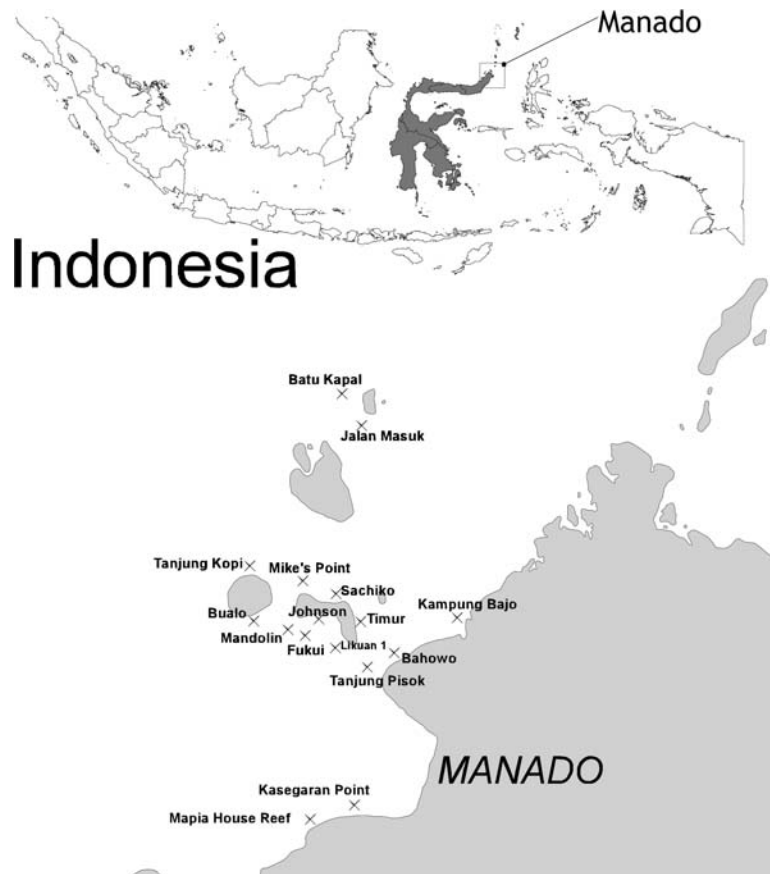 Manado
Indonesia
Batu Kapal
Jalan Masuk
Tanjung Kopi
Mike's Point
Sachiko
Bualo
Johnson
Timur
Kampung Bajo
Mandolin
Fukui
Likuan 1
Bahowo
Tanjung Pisok
MANADO
Kasegaran Point
Mapia House Reef